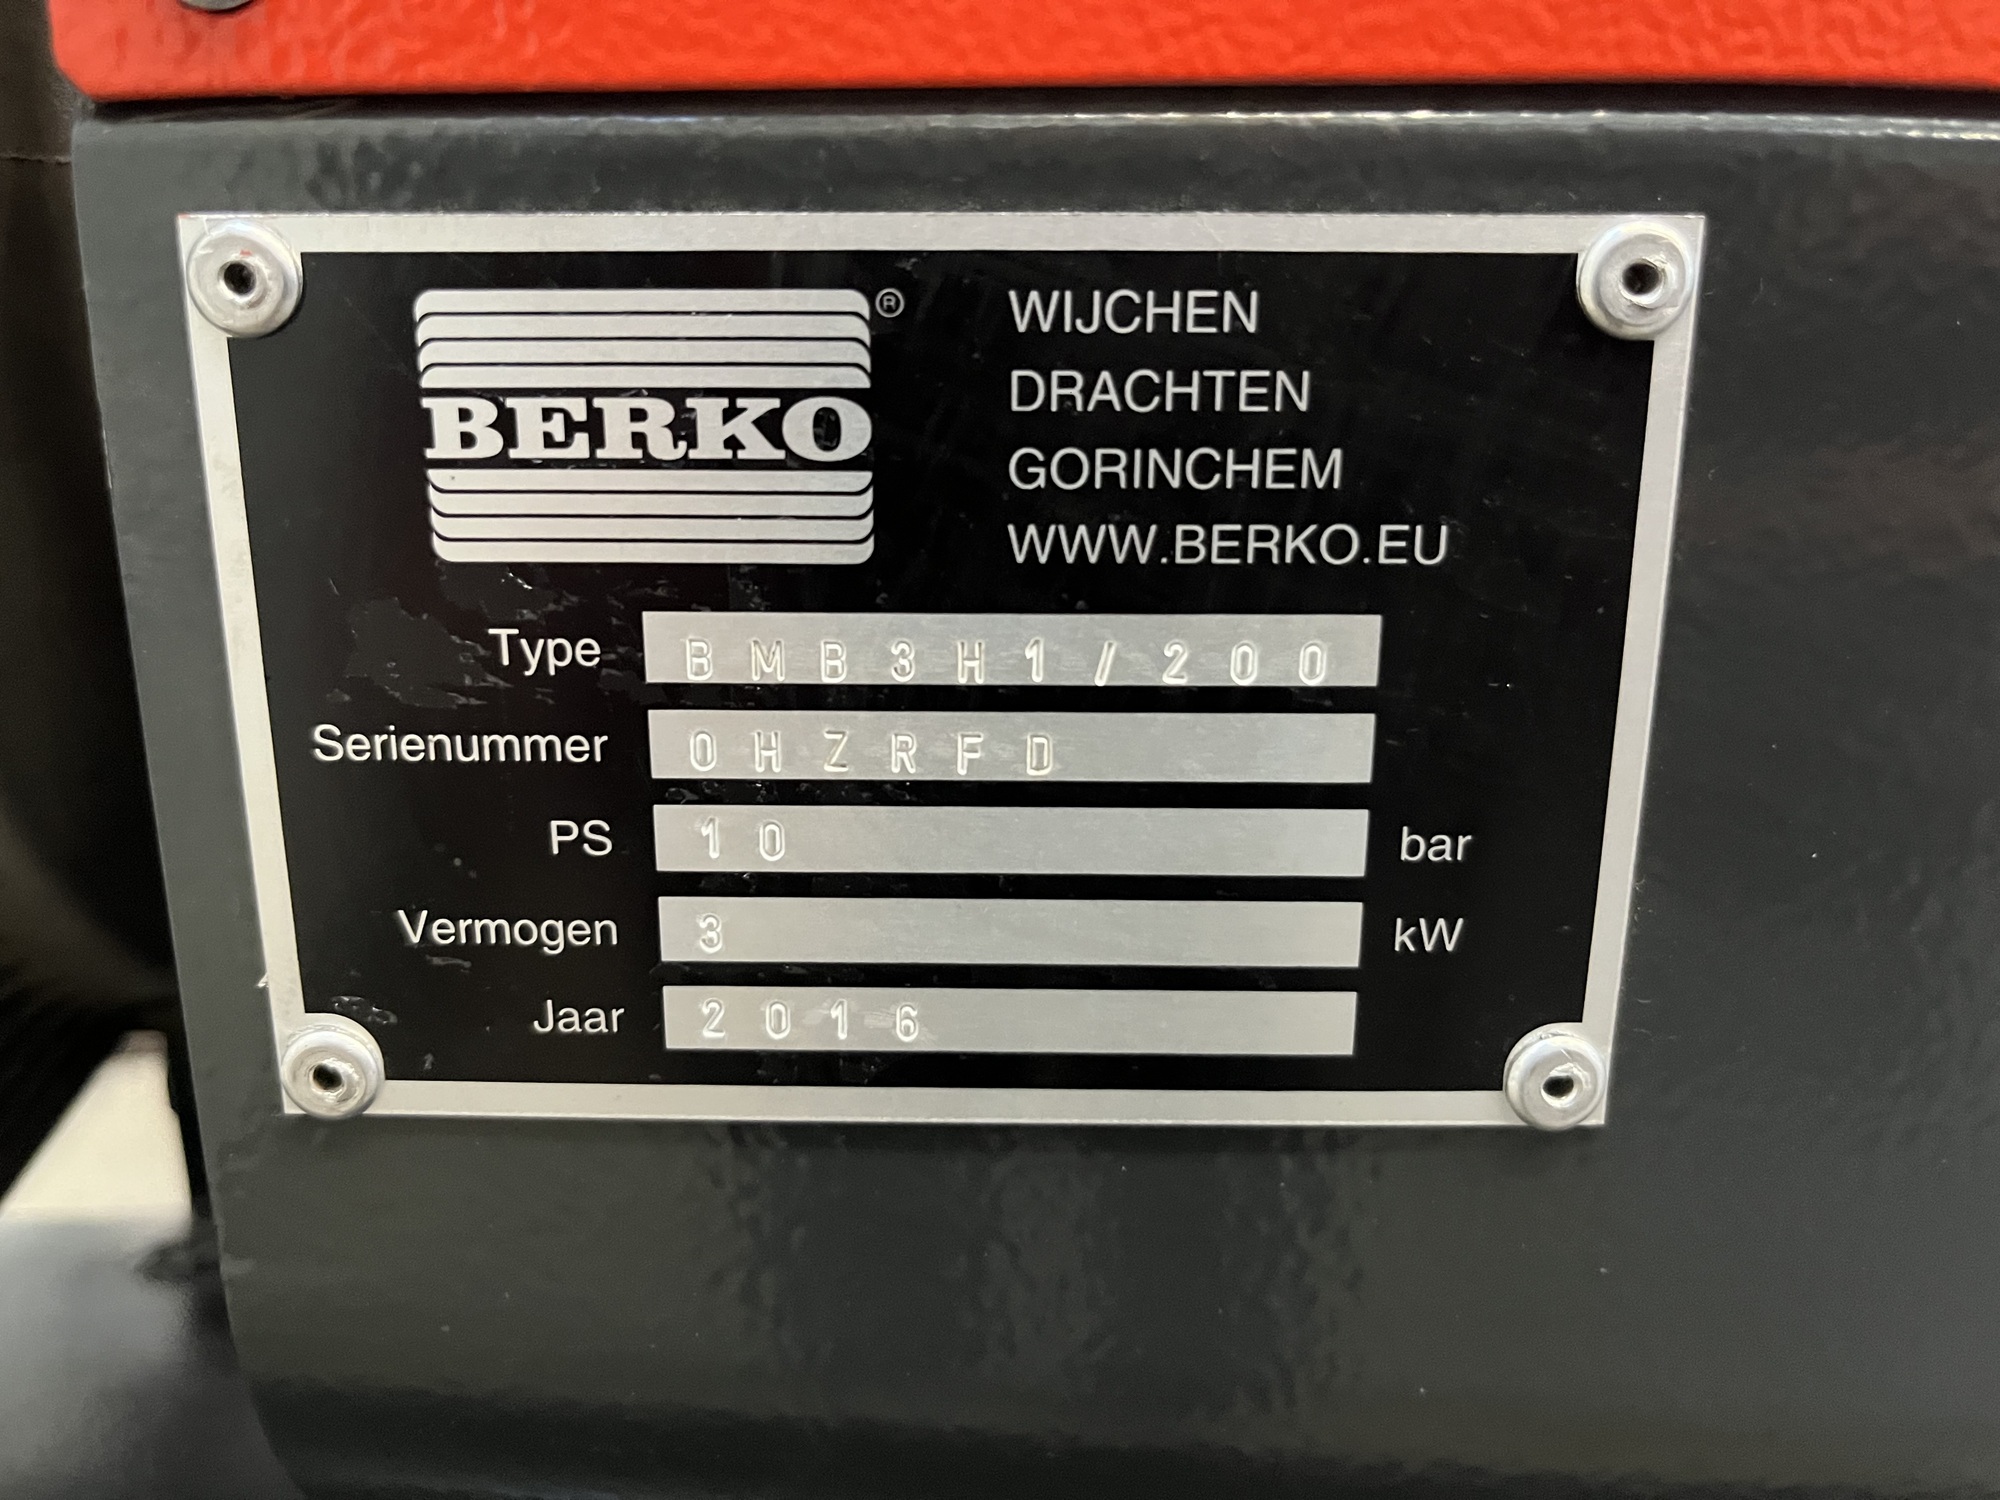 BERKO®
WIJCHEN
DRACHTEN
GORINCHEM
WWW.BERKO.EU
Type BMB3H1/200
Serienummer 0HZRFD
PS 10 bar
Vermogen 3 kW
Jaar 2016